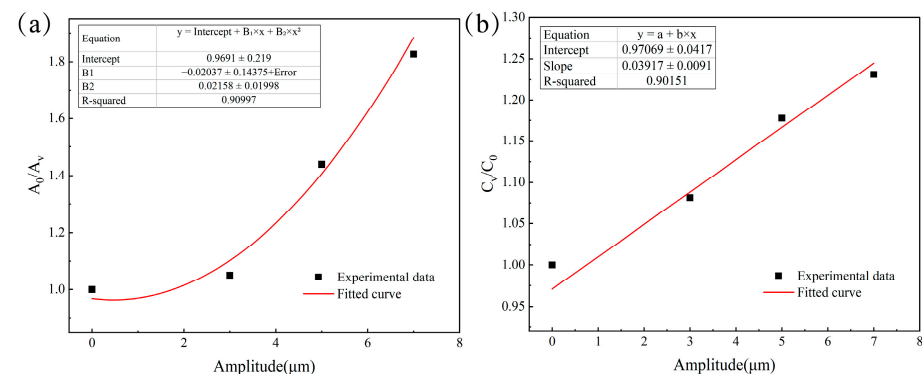 (a)
Equation y = Intercept + B₁×x + B₂×x²
Intercept 0.9691 ± 0.219
B1 −0.02037 ± 0.14375+Error
B2 0.02158 ± 0.01998
R-squared 0.90997
1.8
1.6
1.4
1.2
1.0
A₀/Aᵥ
Experimental data
Fitted curve
0 2 4 6 8
Amplitude(μm)
(b)
Equation y = a + b×x
Intercept 0.97069 ± 0.0417
Slope 0.03917 ± 0.0091
R-squared 0.90151
1.30
1.25
1.20
1.15
1.10
1.05
1.00
0.95
Cᵥ/C₀
Experimental data
Fitted curve
0 1 2 3 4 5 6 7 8
Amplitude(μm)